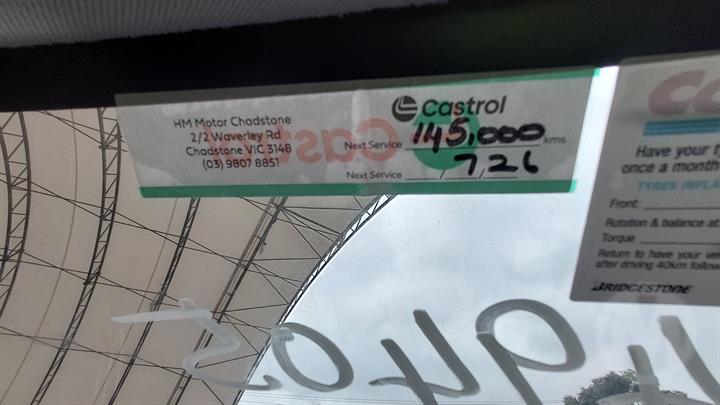 HM Motor Chadstone
2/2 Waverley Rd
Chadstone VIC 3148
(03) 9807 8851
Castrol
Next Service 145,000 kms
Next Service 7,26
Have your t
once a month
TYRES INFLA
Front:
Rotation & balance at:
Torque
Return to have your veh
after driving 40km follow
BRIDGESTONE